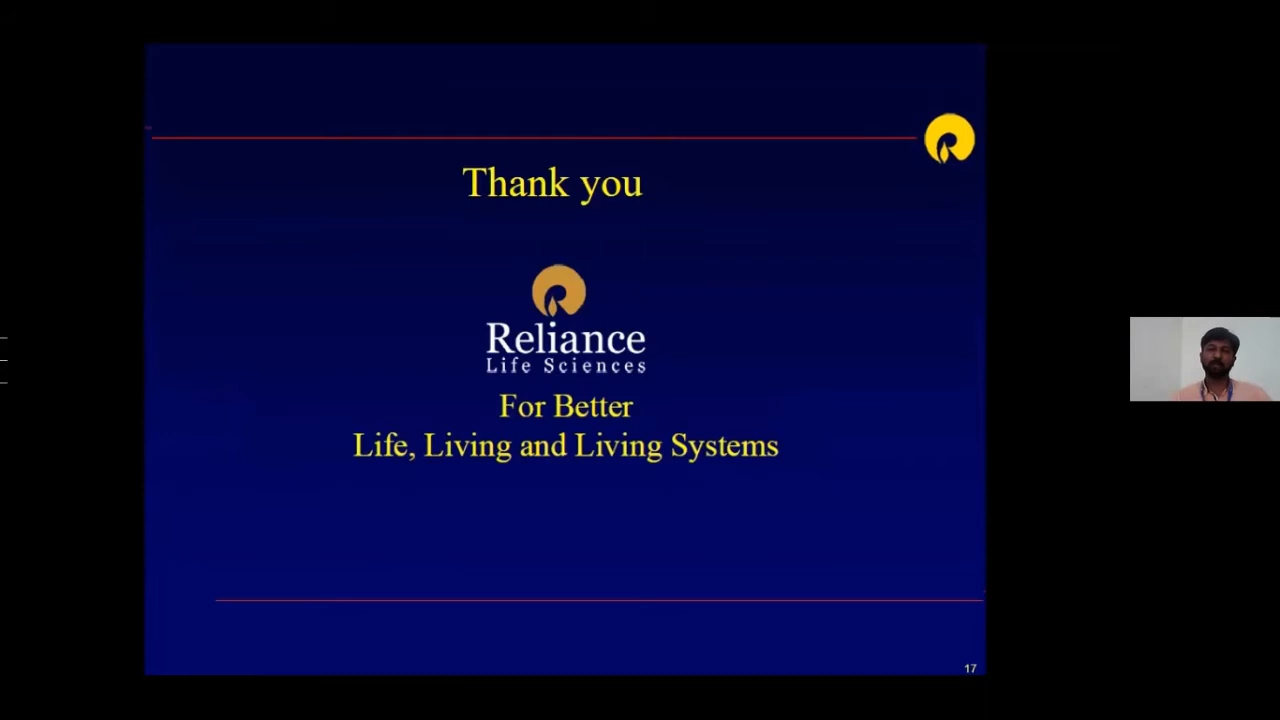 Thank you
Reliance
Life Sciences
For Better
Life, Living and Living Systems
17